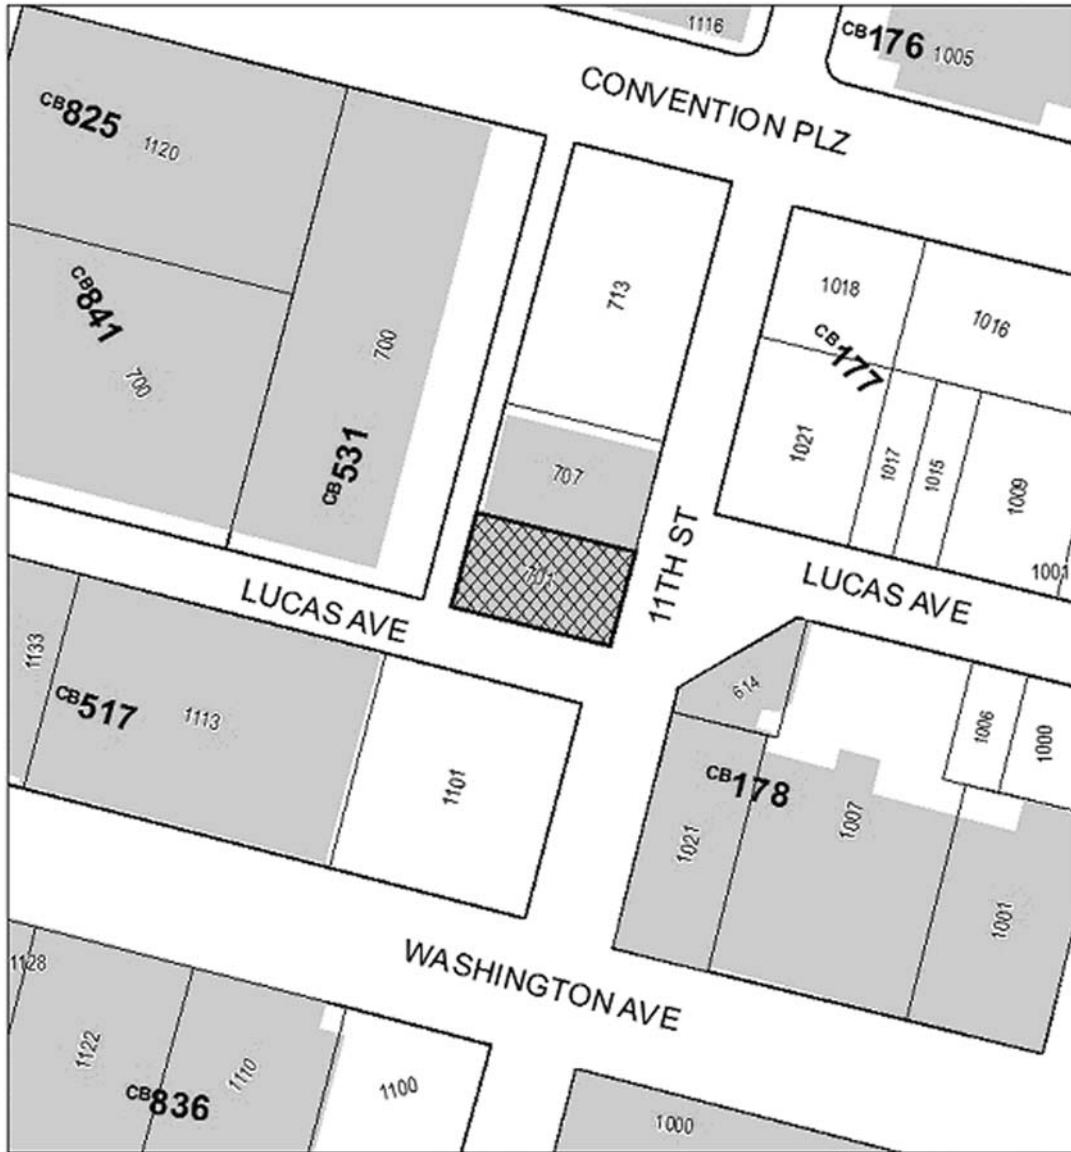 1116
CB176 1005
CONVENTION PLZ
CB825 1120
CB841
700
700
CB531
713
707
701
1018
1016
CB177
1021
1017
1015
1009
1001
11TH ST
LUCAS AVE
LUCAS AVE
1133
CB517
1113
1101
614
1006
1000
CB178
1021
1007
1001
WASHINGTON AVE
1128
1122
1110
CB836
1100
1000